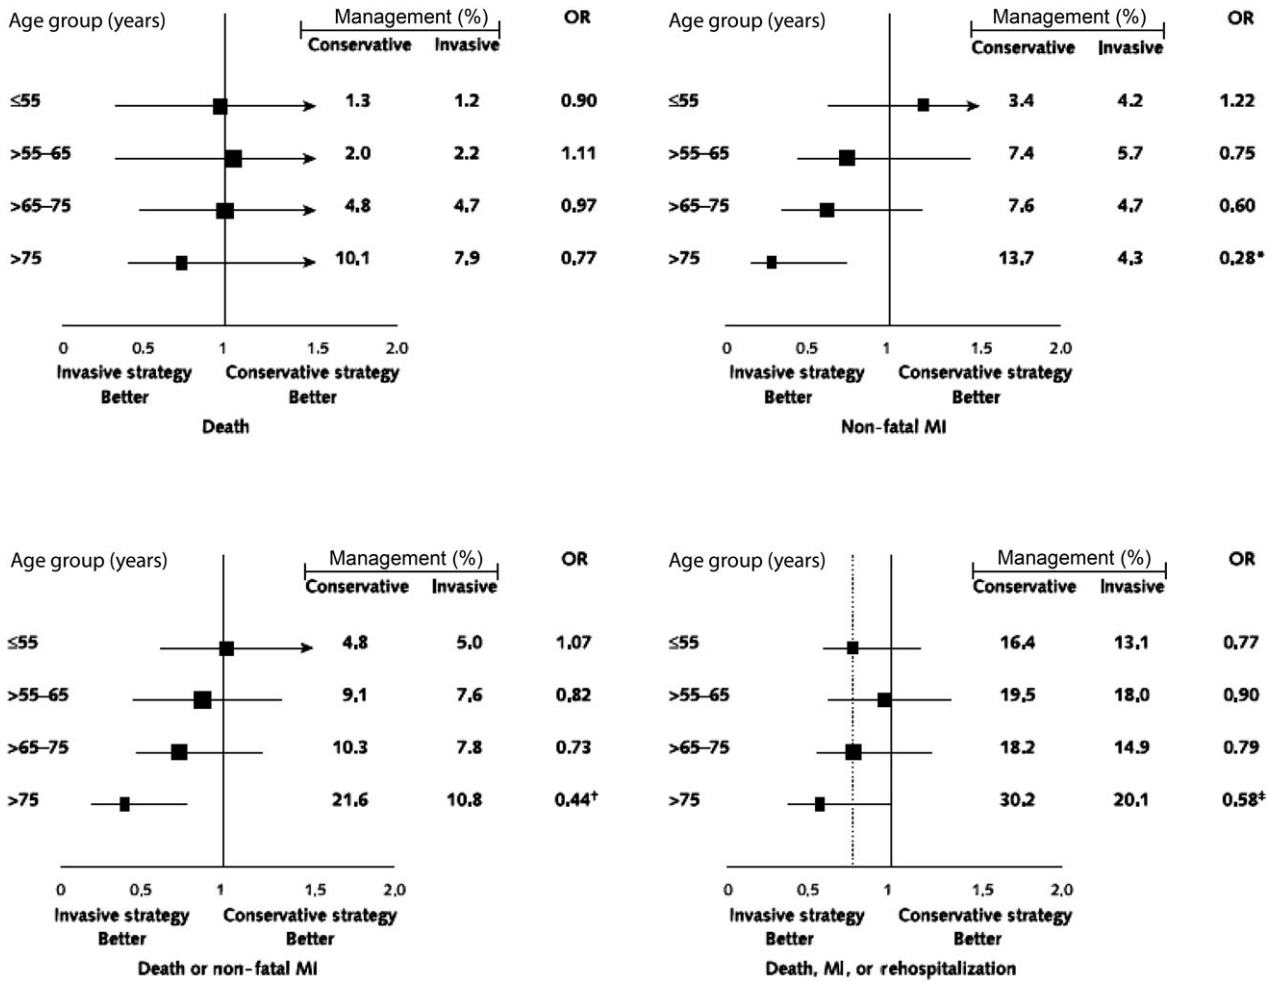 Age group (years) Management (%) OR
Conservative Invasive
≤55 1.3 1.2 0.90
>55–65 2.0 2.2 1.11
>65–75 4.8 4.7 0.97
>75 10.1 7.9 0.77
0 0.5 1 1.5 2.0
Invasive strategy Conservative strategy
Better Better
Death
Age group (years) Management (%) OR
Conservative Invasive
≤55 3.4 4.2 1.22
>55–65 7.4 5.7 0.75
>65–75 7.6 4.7 0.60
>75 13.7 4.3 0.28*
0 0.5 1 1.5 2.0
Invasive strategy Conservative strategy
Better Better
Non-fatal MI
Age group (years) Management (%) OR
Conservative Invasive
≤55 4.8 5.0 1.07
>55–65 9.1 7.6 0.82
>65–75 10.3 7.8 0.73
>75 21.6 10.8 0.44†
0 0.5 1 1.5 2.0
Invasive strategy Conservative strategy
Better Better
Death or non-fatal MI
Age group (years) Management (%) OR
Conservative Invasive
≤55 16.4 13.1 0.77
>55–65 19.5 18.0 0.90
>65–75 18.2 14.9 0.79
>75 30.2 20.1 0.58‡
0 0.5 1 1.5 2.0
Invasive strategy Conservative strategy
Better Better
Death, MI, or rehospitalization